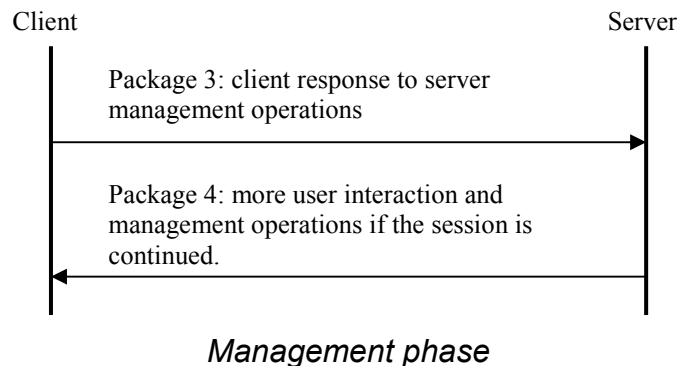 Client
Server
Package 3: client response to server
management operations
Package 4: more user interaction and
management operations if the session is
continued.
Management phase